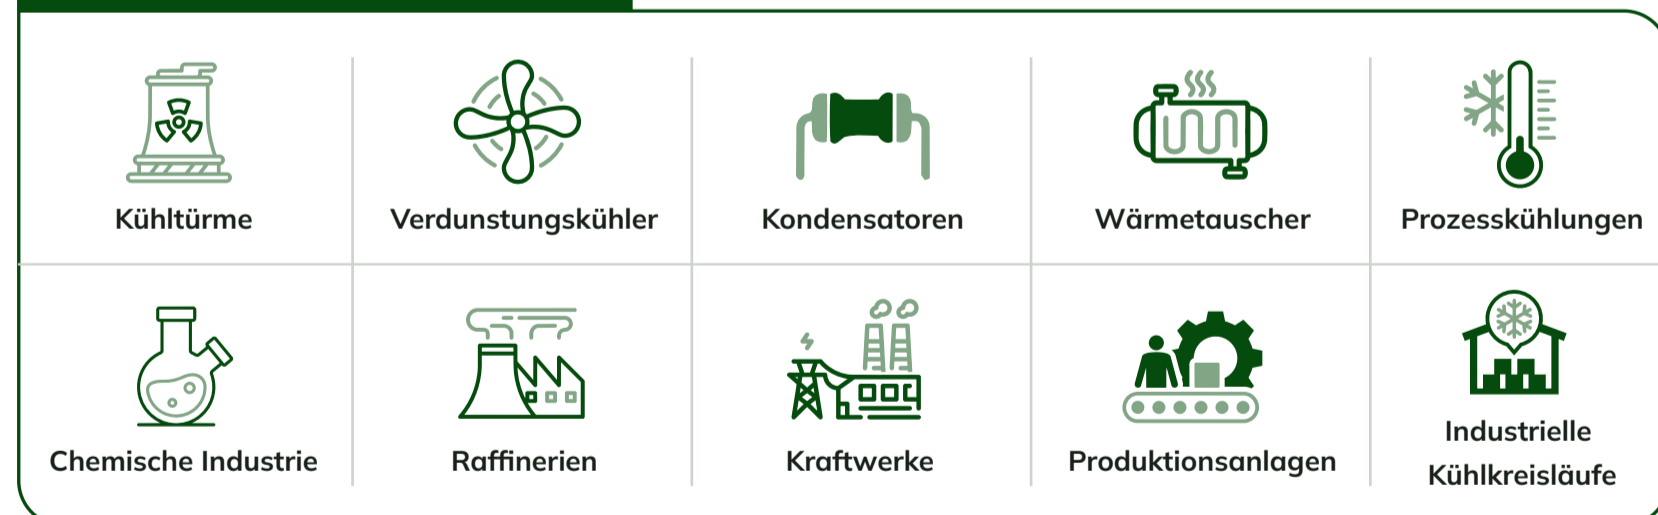 Kühltürme
Verdunstungskühler
Kondensatoren
Wärmetauscher
Prozesskühlungen
Chemische Industrie
Raffinerien
Kraftwerke
Produktionsanlagen
Industrielle
Kühlkreisläufe